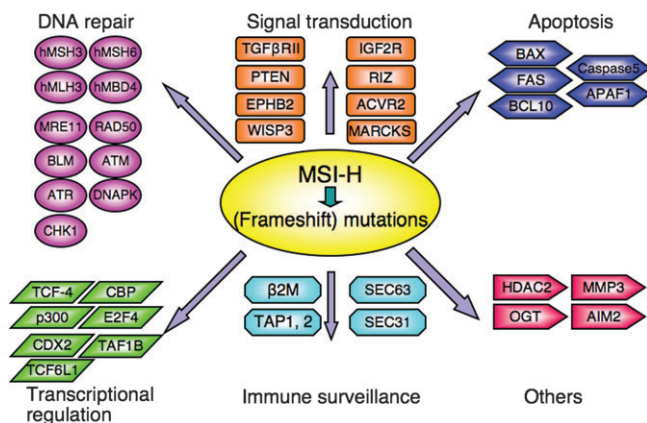 DNA repair
hMSH3 hMSH6
hMLH3 hMBD4
MRE11 RAD50
BLM ATM
ATR DNAPK
CHK1
Signal transduction
TGFβRII IGF2R
PTEN RIZ
EPHB2 ACVR2
WISP3 MARCKS
Apoptosis
BAX
Caspase5
FAS
APAF1
BCL10
MSI-H
(Frameshift) mutations
TCF-4 CBP
p300 E2F4
CDX2 TAF1B
TCF6L1
Transcriptional
regulation
β2M SEC63
TAP1, 2 SEC31
Immune surveillance
HDAC2 MMP3
OGT AIM2
Others